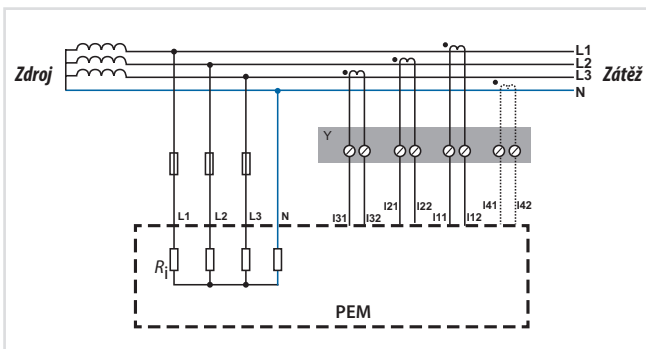 L1
L2
Zdroj
L3
Zátěž
N
Y
L1
L2
L3
N
I31
I32
I21
I22
I11
I12
I41
I42
Ri
PEM